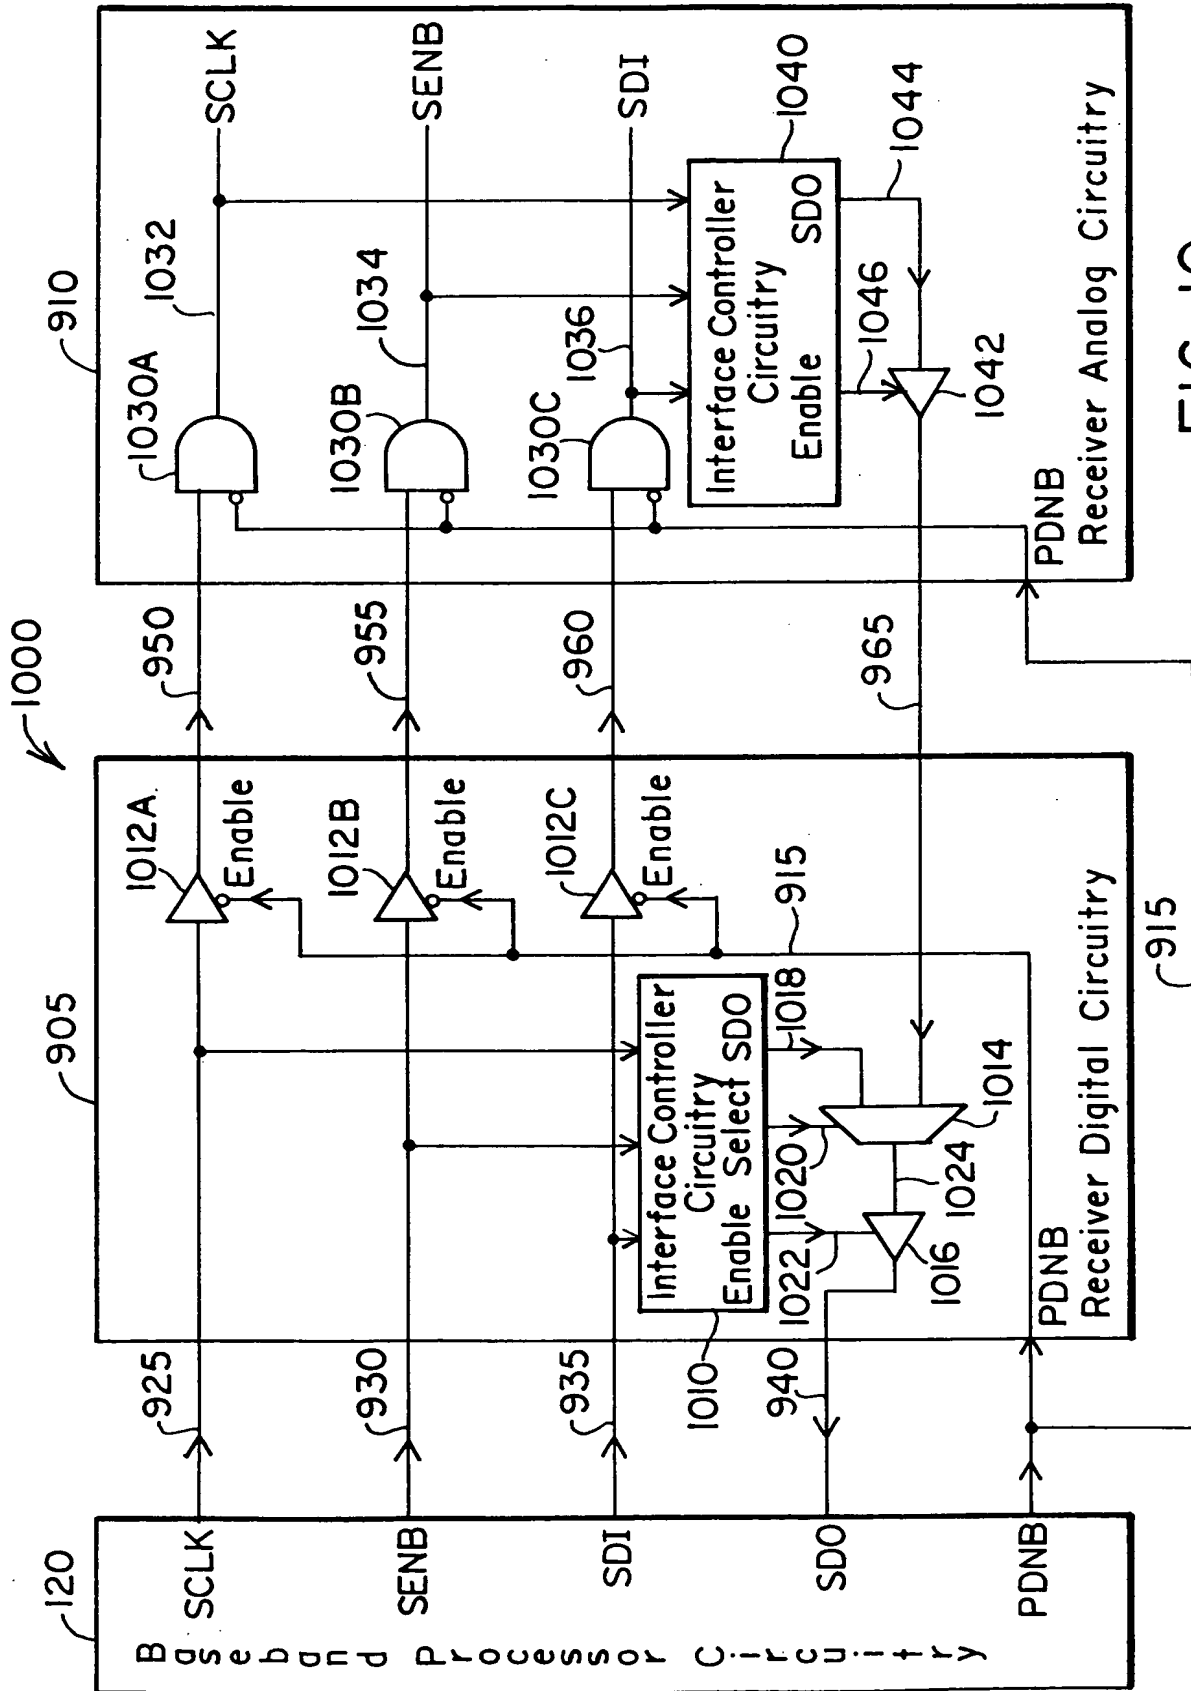 1000
120
905
910
Baseband Processor Circuitry
SCLK
SENB
SDI
SDO
PDNB
925
930
935
940
1012A
Enable
1012B
Enable
1012C
Enable
915
Interface Controller
Circuitry
Enable Select SDO
1010
1018
1020
1022
1014
1024
1016
PDNB
Receiver Digital Circuitry
915
950
955
960
965
1030A
1030B
1030C
1032
1034
1036
SCLK
SENB
SDI
Interface Controller
Circuitry
Enable SDO
1040
1044
1046
1042
PDNB
Receiver Analog Circuitry